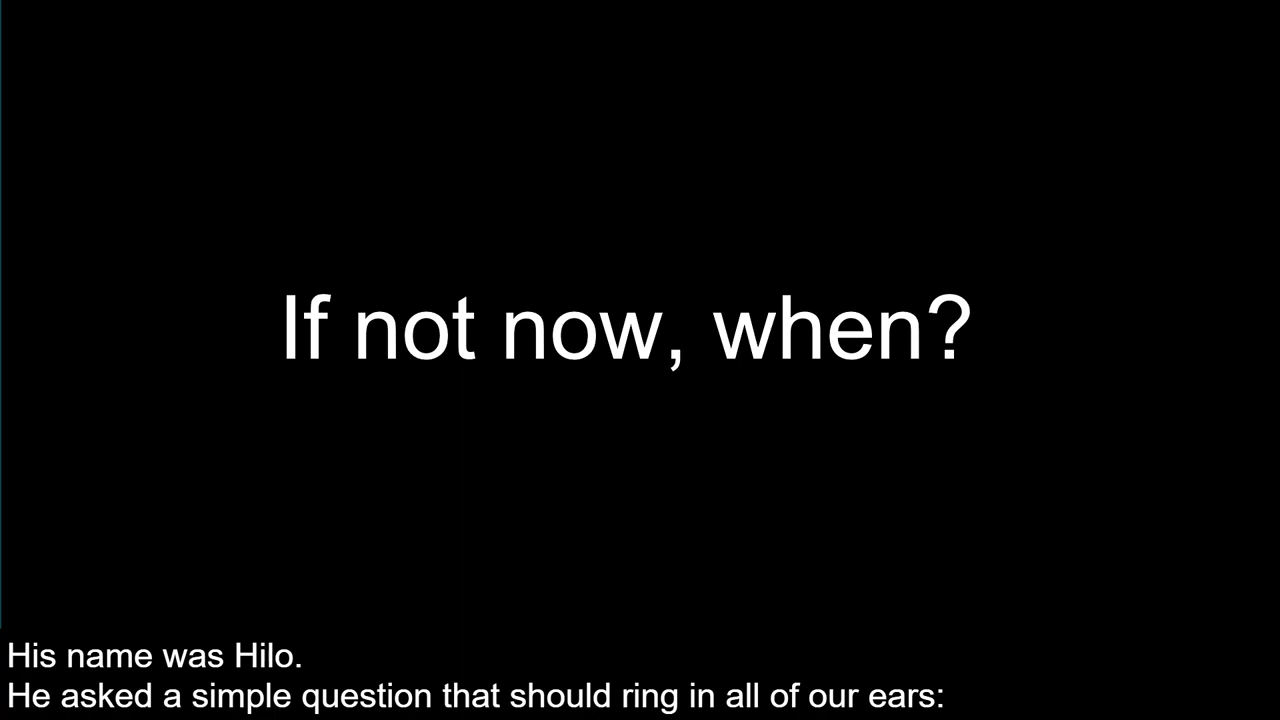 If not now, when?
His name was Hilo.
He asked a simple question that should ring in all of our ears: